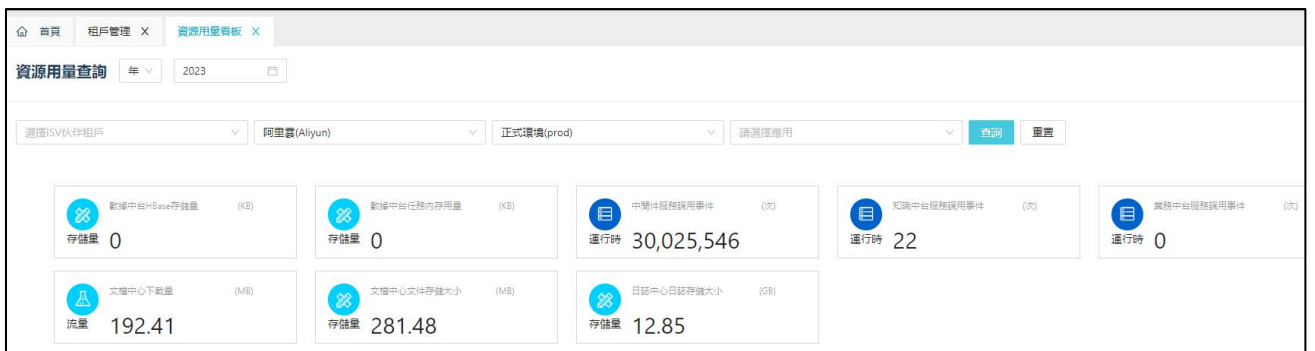 首頁 租戶管理 X 資源用量看板 X
資源用量查詢 年 2023
選擇ISV伙伴租戶 阿里雲(Aliyun) 正式環境(prod) 請選擇應用 查詢 重置
數據中台HBase存儲量 (KB) 數據中台任務內存用量 (KB) 中間件服務調用事件 (次) 知識中台服務調用事件 (次) 業務中台服務調用事件 (次)
存儲量 0 存儲量 0 運行時 30,025,546 運行時 22 運行時 0
文檔中心下載量 (MB) 文檔中心文件存儲大小 (MB) 日誌中心日誌存儲大小 (GB)
流量 192.41 存儲量 281.48 存儲量 12.85